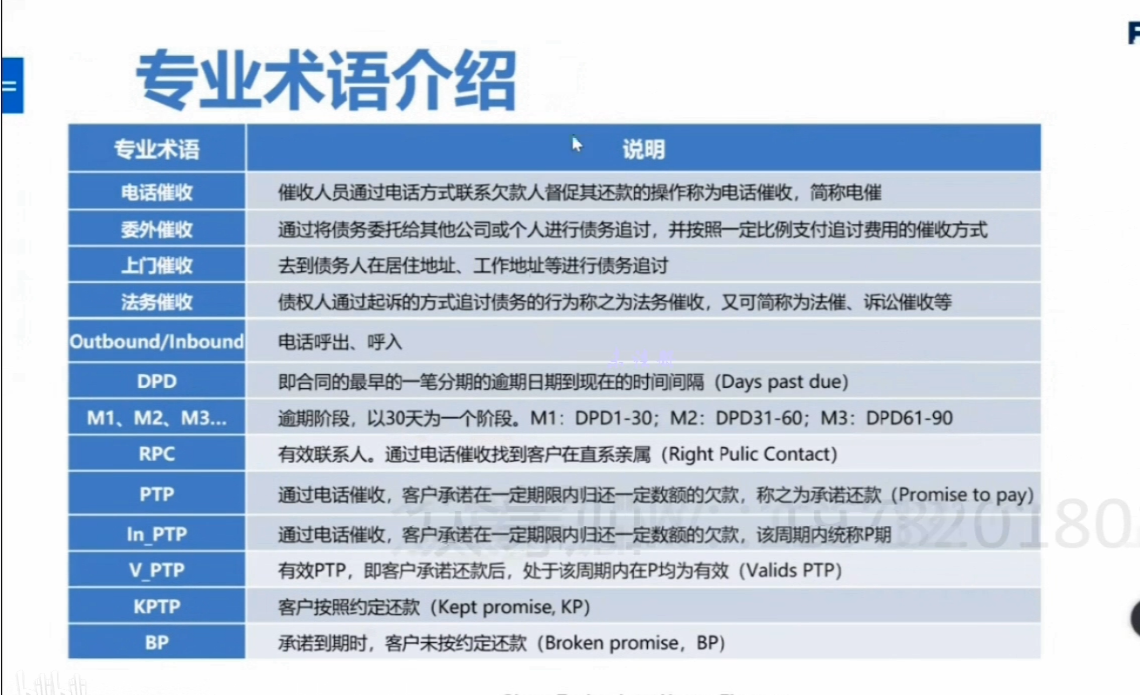 专业术语介绍
专业术语 说明
电话催收 催收人员通过电话方式联系欠款人督促其还款的操作称为电话催收，简称电催
委外催收 通过将债务委托给其他公司或个人进行债务追讨，并按照一定比例支付追讨费用的催收方式
上门催收 去到债务人在居住地址、工作地址等进行债务追讨
法务催收 债权人通过起诉的方式追讨债务的行为称之为法务催收，又可简称为法催、诉讼催收等
Outbound/Inbound 电话呼出、呼入
DPD 即合同的最早的一笔分期的逾期日期到现在的时间间隔（Days past due）
M1、M2、M3... 逾期阶段，以30天为一个阶段。M1：DPD1-30；M2：DPD31-60；M3：DPD61-90
RPC 有效联系人。通过电话催收找到客户在直系亲属（Right Pulic Contact）
PTP 通过电话催收，客户承诺在一定期限内归还一定数额的欠款，称之为承诺还款（Promise to pay）
In_PTP 通过电话催收，客户承诺在一定期限内归还一定数额的欠款，该周期内统称P期
V_PTP 有效PTP，即客户承诺还款后，处于该周期内在P均为有效（Valids PTP）
KPTP 客户按照约定还款（Kept promise, KP）
BP 承诺到期时，客户未按约定还款（Broken promise，BP）